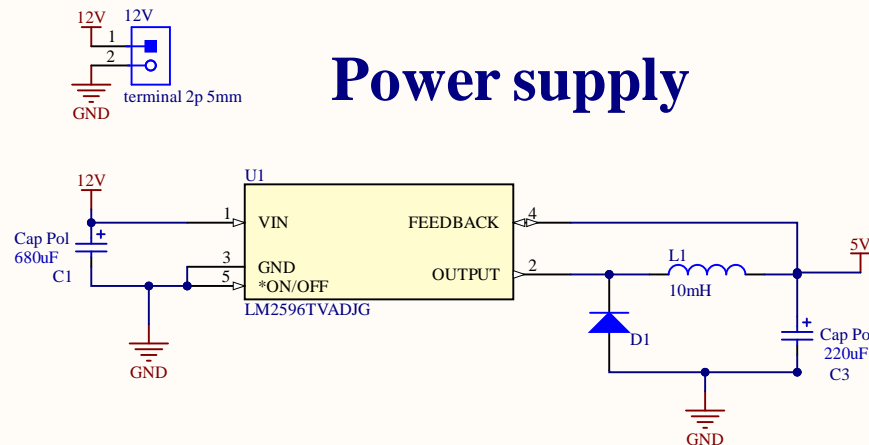 12V
12V
1
2
terminal 2p 5mm
GND
Power supply
U1
12V
1
VIN
FEEDBACK
4
Cap Pol
680uF
C1
3
GND
5
*ON/OFF
OUTPUT
2
LM2596TVADJG
L1
10mH
5V
D1
Cap Po
220uF
C3
GND
GND